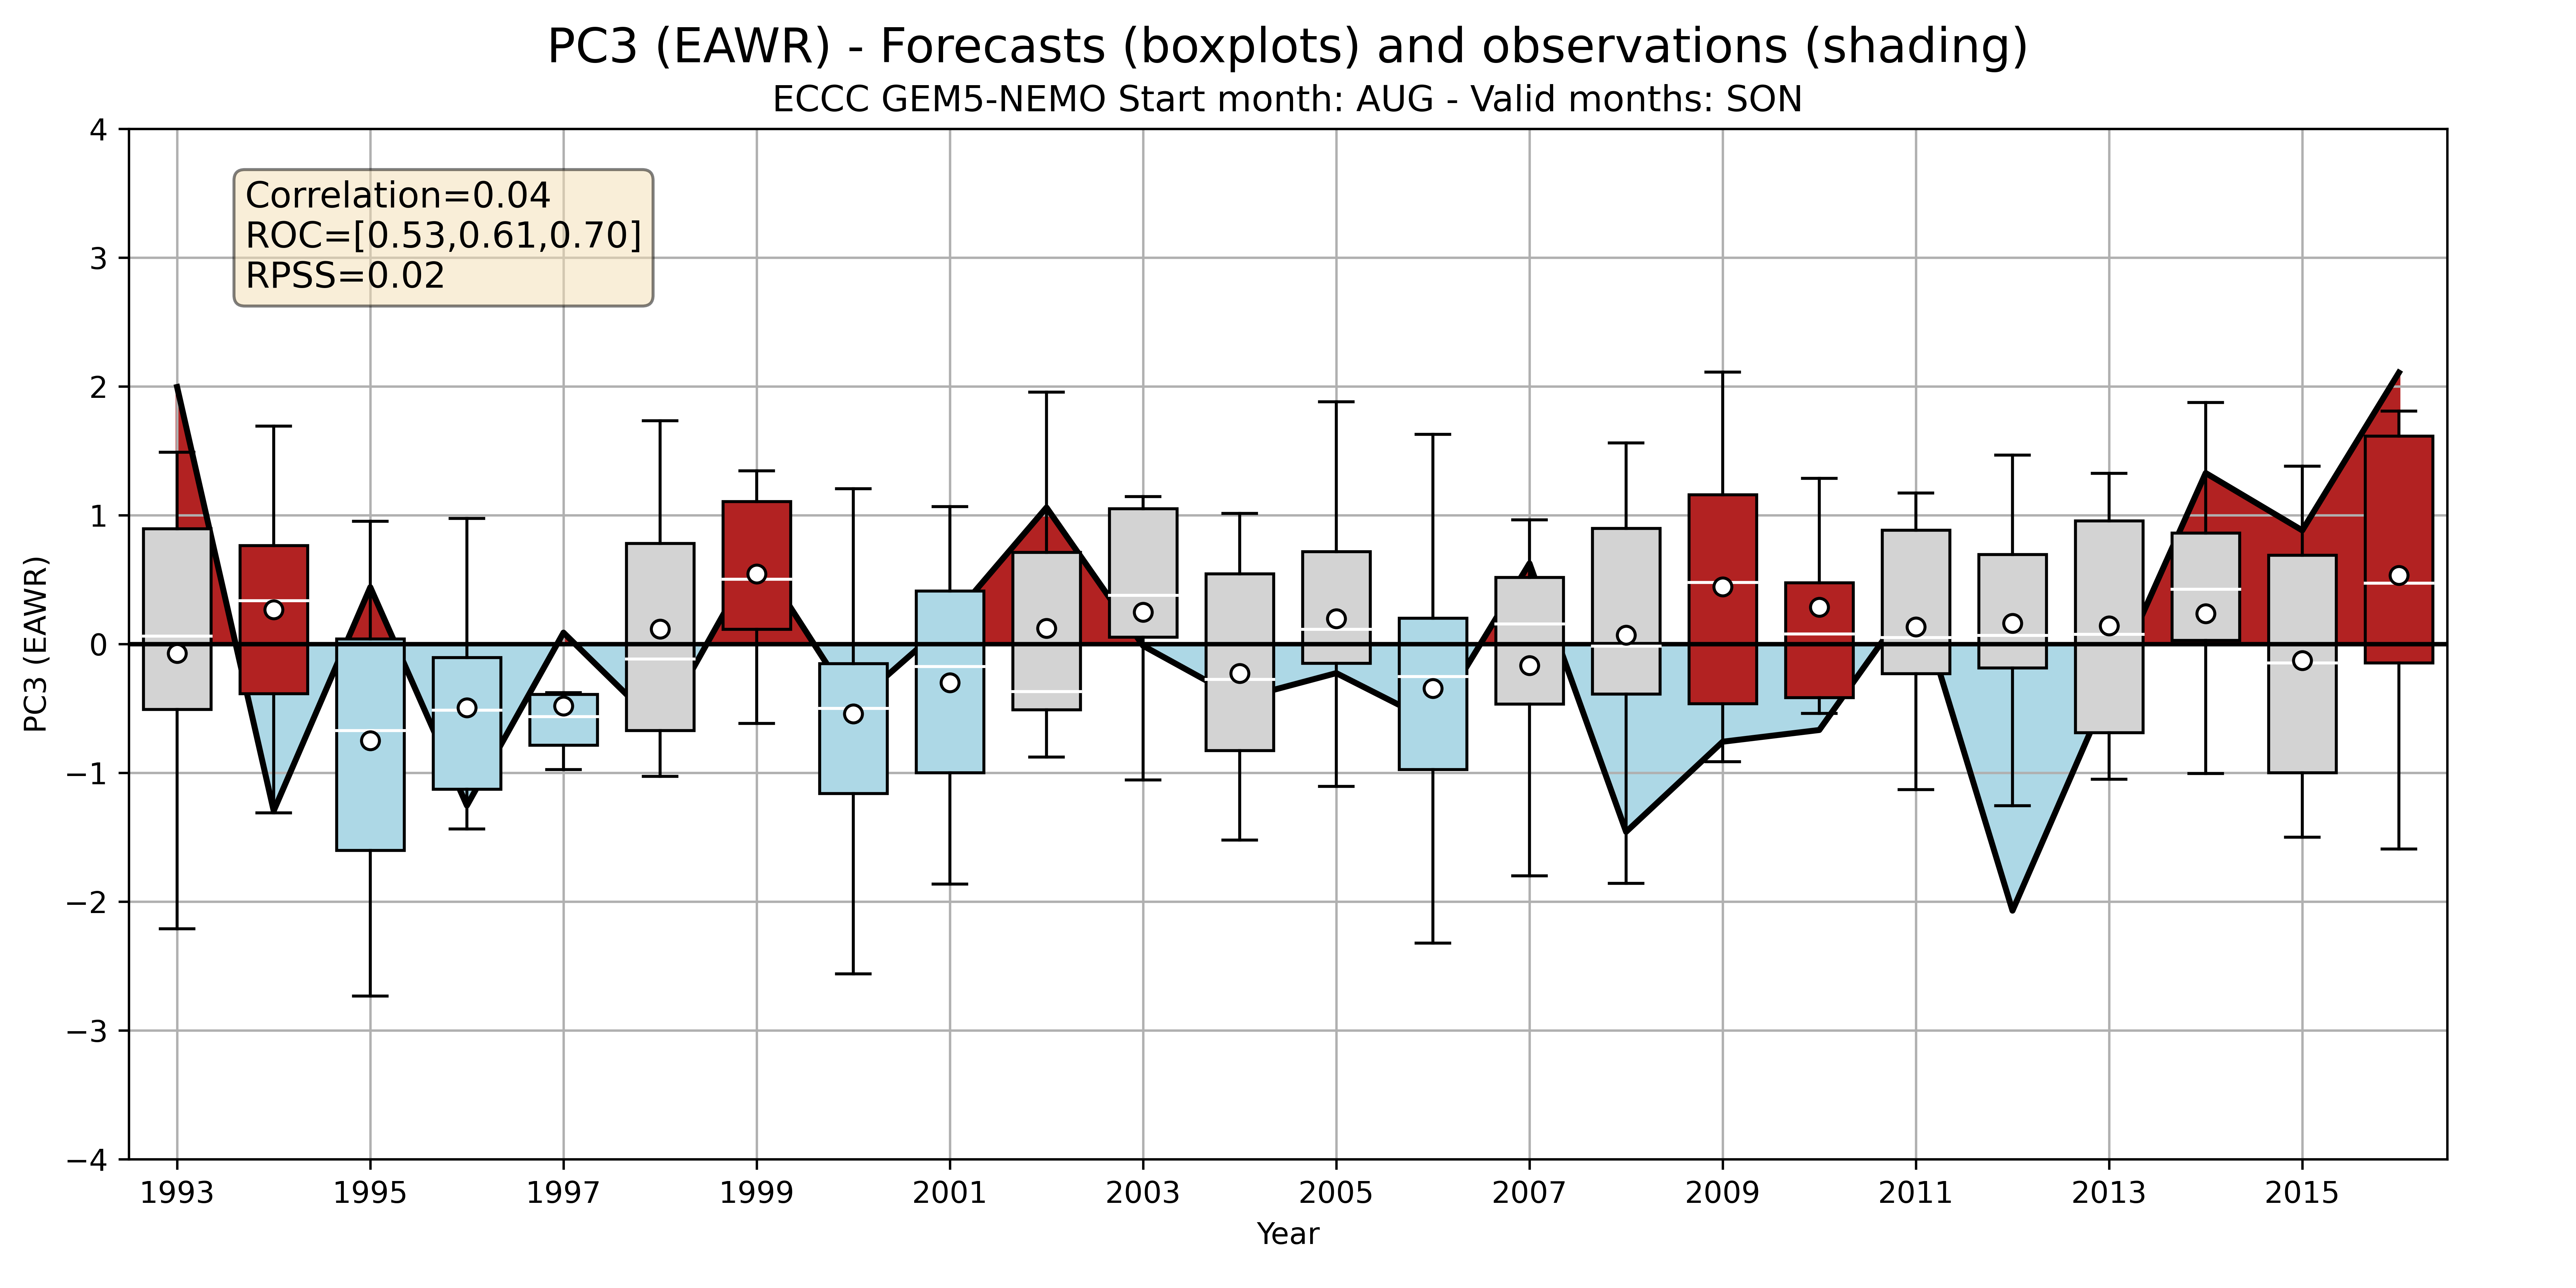 PC3 (EAWR) - Forecasts (boxplots) and observations (shading)
ECCC GEM5-NEMO Start month: AUG - Valid months: SON
Correlation=0.04
ROC=[0.53,0.61,0.70]
RPSS=0.02
PC3 (EAWR)
4
3
2
1
0
−1
−2
−3
−4
1993 1995 1997 1999 2001 2003 2005 2007 2009 2011 2013 2015
Year